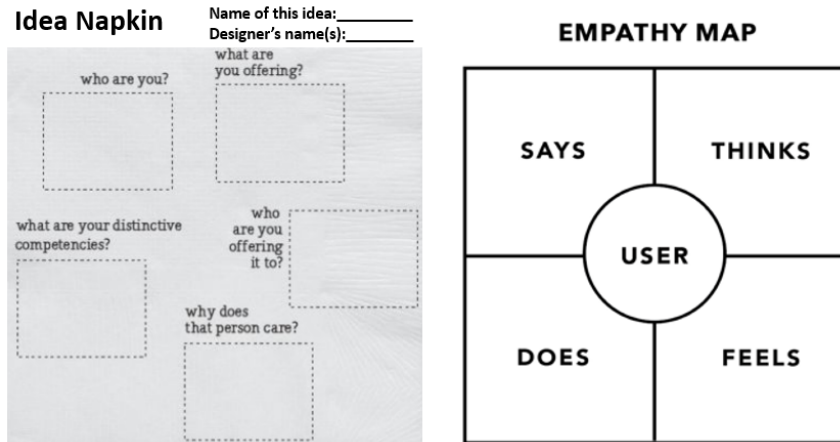 Idea Napkin
Name of this idea:_________
Designer's name(s):________
who are you?
what are
you offering?
what are your distinctive
competencies?
who
are you
offering
it to?
why does
that person care?
EMPATHY MAP
SAYS
THINKS
USER
DOES
FEELS